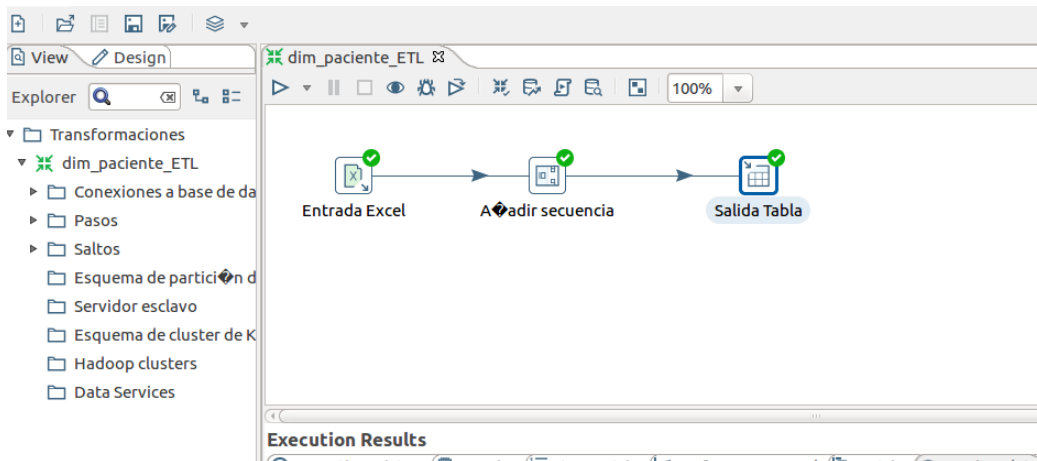 View
Design
dim_paciente_ETL
Explorer
100%
Transformaciones
dim_paciente_ETL
Conexiones a base de da
Pasos
Saltos
Esquema de partici�n d
Servidor esclavo
Esquema de cluster de K
Hadoop clusters
Data Services
Entrada Excel
A�adir secuencia
Salida Tabla
Execution Results